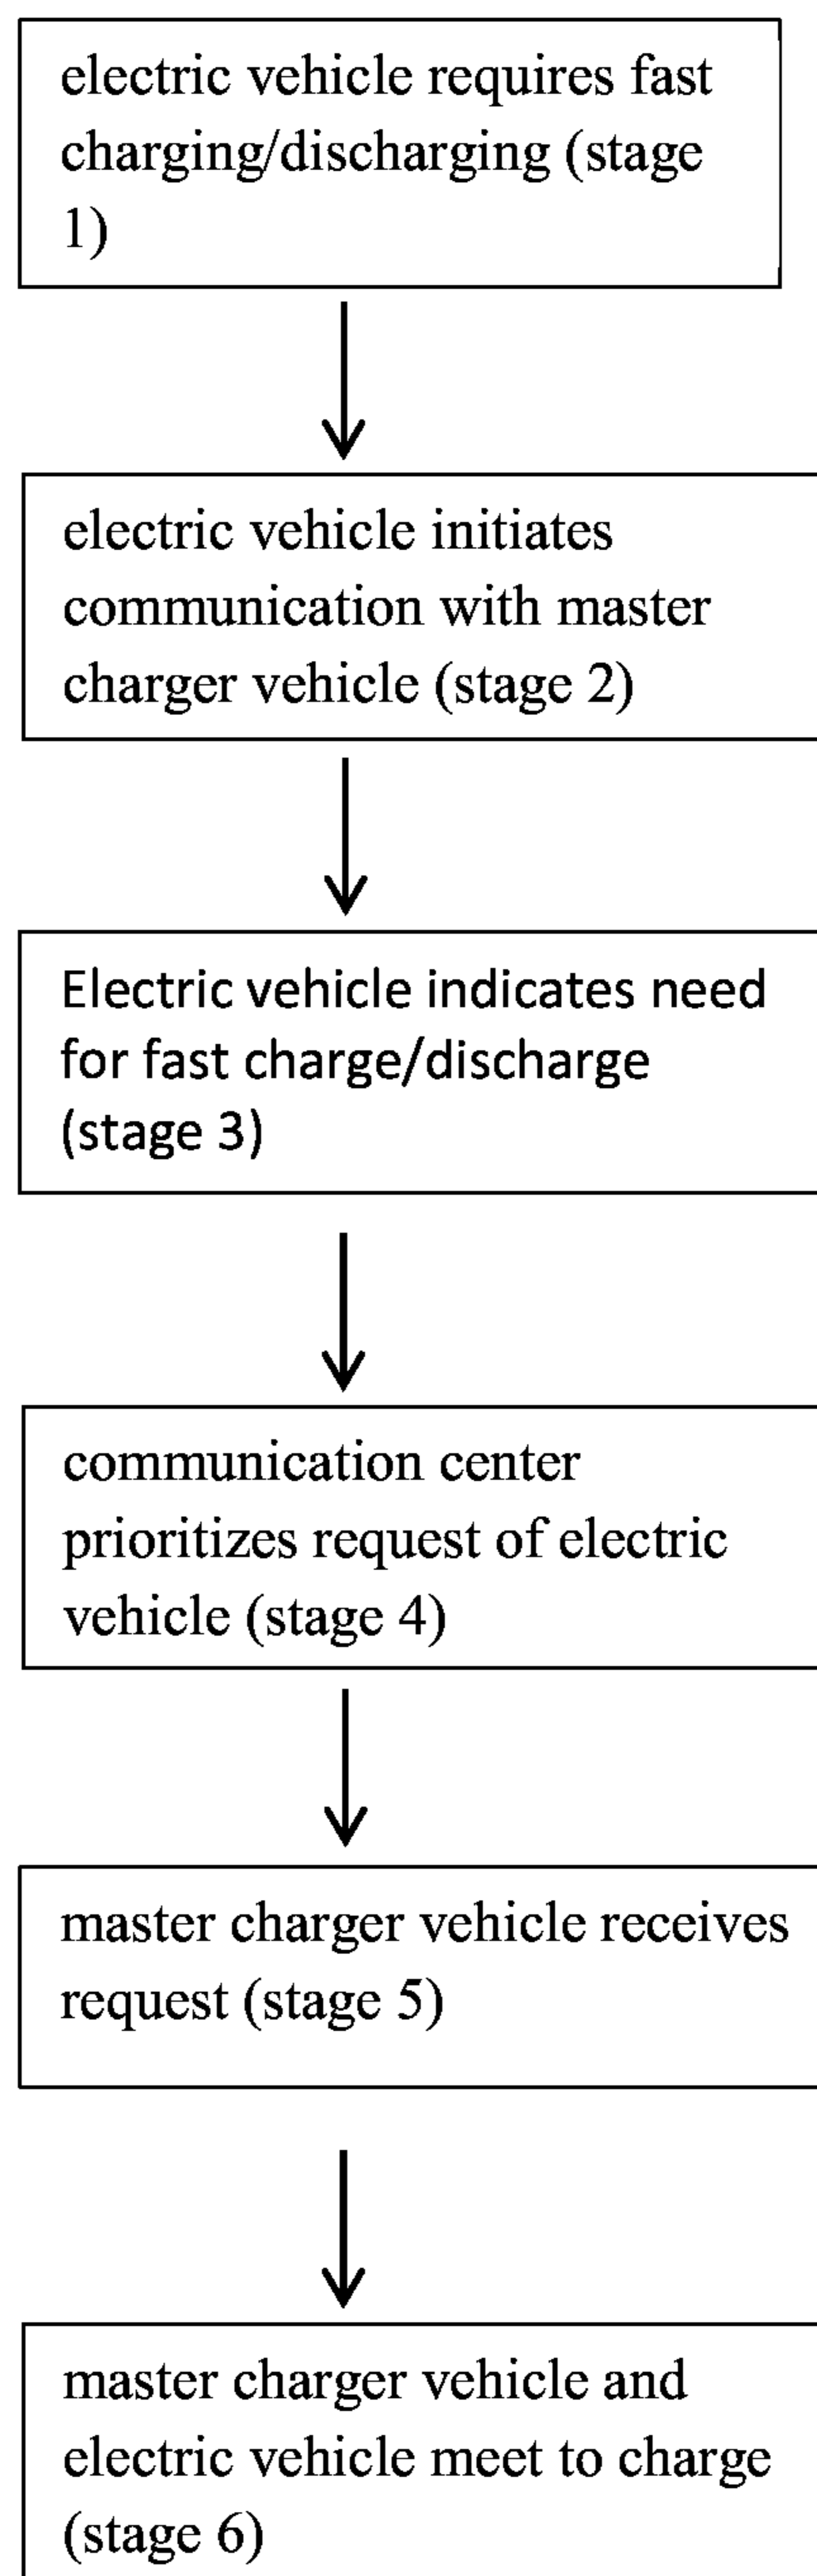 electric vehicle requires fast
charging/discharging (stage
1)
electric vehicle initiates
communication with master
charger vehicle (stage 2)
Electric vehicle indicates need
for fast charge/discharge
(stage 3)
communication center
prioritizes request of electric
vehicle (stage 4)
master charger vehicle receives
request (stage 5)
master charger vehicle and
electric vehicle meet to charge
(stage 6)